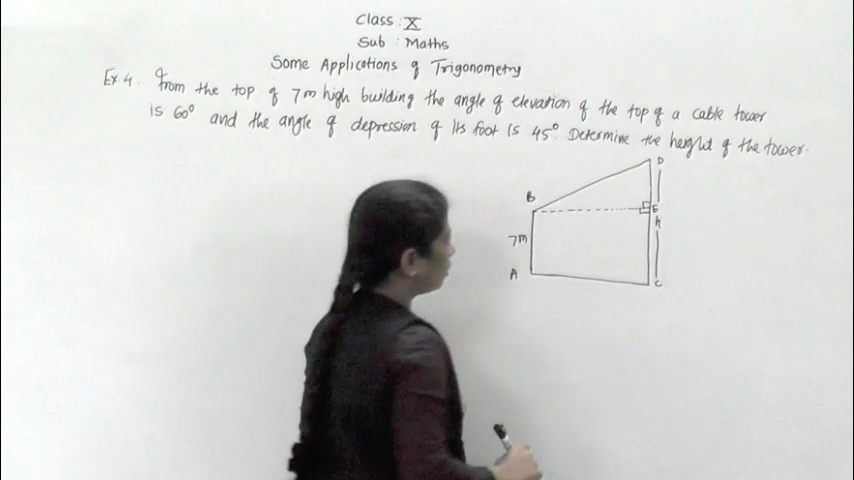 Class : X
Sub : Maths
Some Applications of Trigonometry
Ex.4. From the top of 7m high building the angle of elevation of the top of a cable tower
is 60° and the angle of depression of its foot is 45°. Determine the height of the tower.
D
B
E
h
7m
A
C